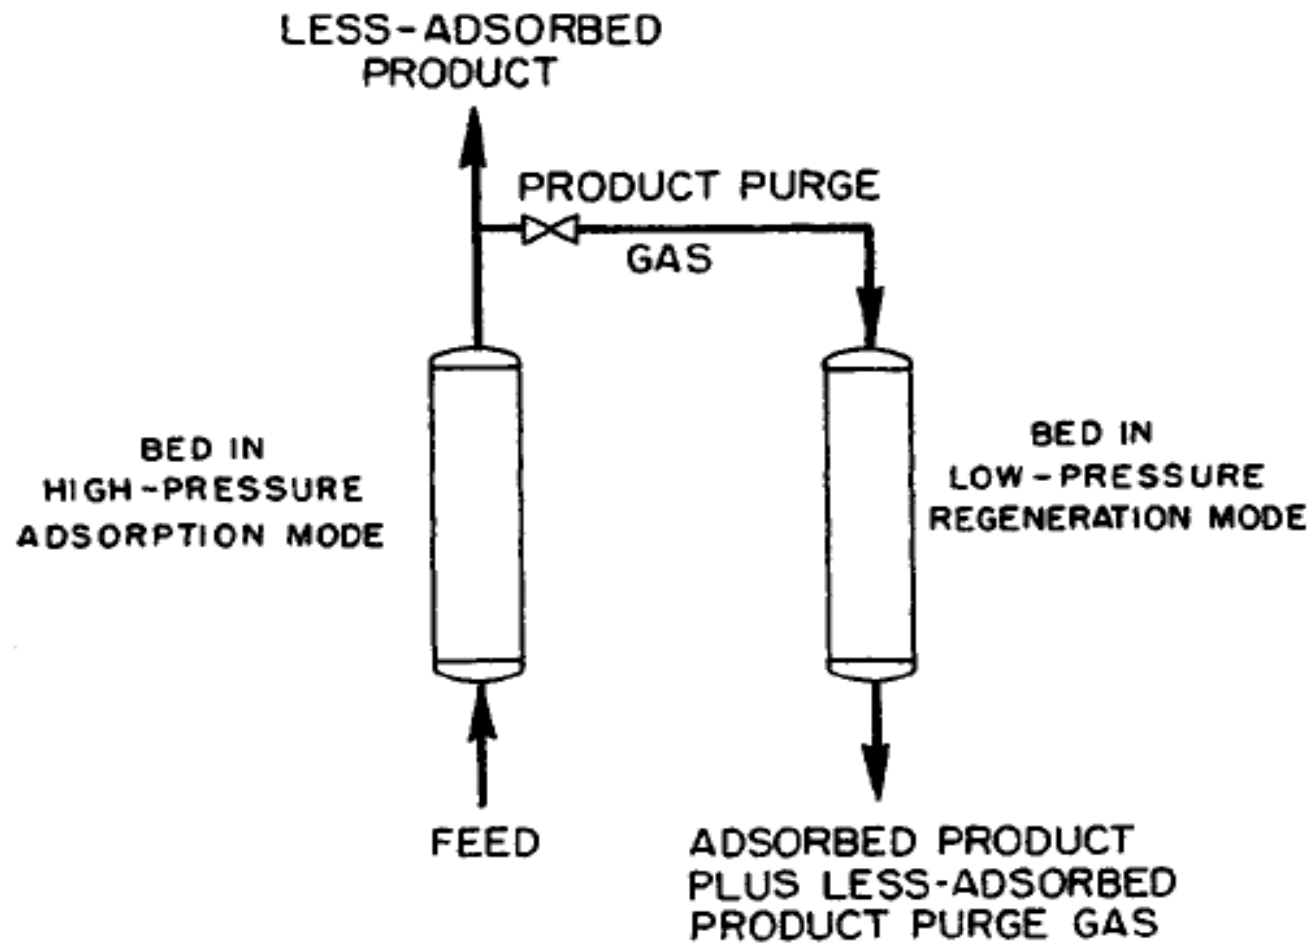 LESS-ADSORBED
PRODUCT
PRODUCT PURGE
GAS
BED IN
HIGH-PRESSURE
ADSORPTION MODE
BED IN
LOW-PRESSURE
REGENERATION MODE
FEED
ADSORBED PRODUCT
PLUS LESS-ADSORBED
PRODUCT PURGE GAS